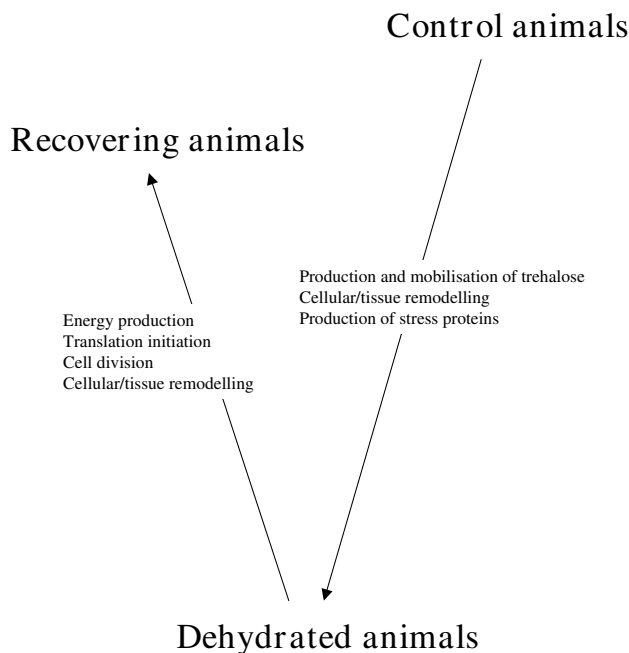 Control animals
Recovering animals
Production and mobilisation of trehalose
Cellular/tissue remodelling
Production of stress proteins
Energy production
Translation initiation
Cell division
Cellular/tissue remodelling
Dehydrated animals